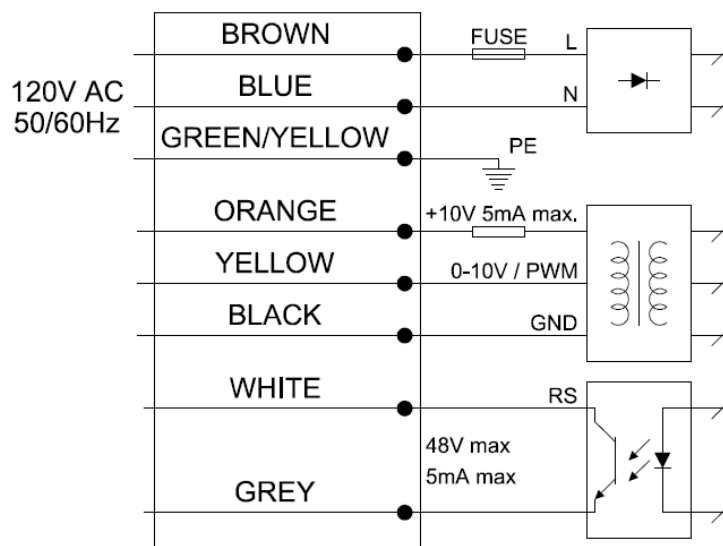 BROWN
FUSE
L
120V AC
50/60Hz
BLUE
N
GREEN/YELLOW
PE
ORANGE
+10V 5mA max.
YELLOW
0-10V / PWM
BLACK
GND
WHITE
RS
48V max
5mA max
GREY